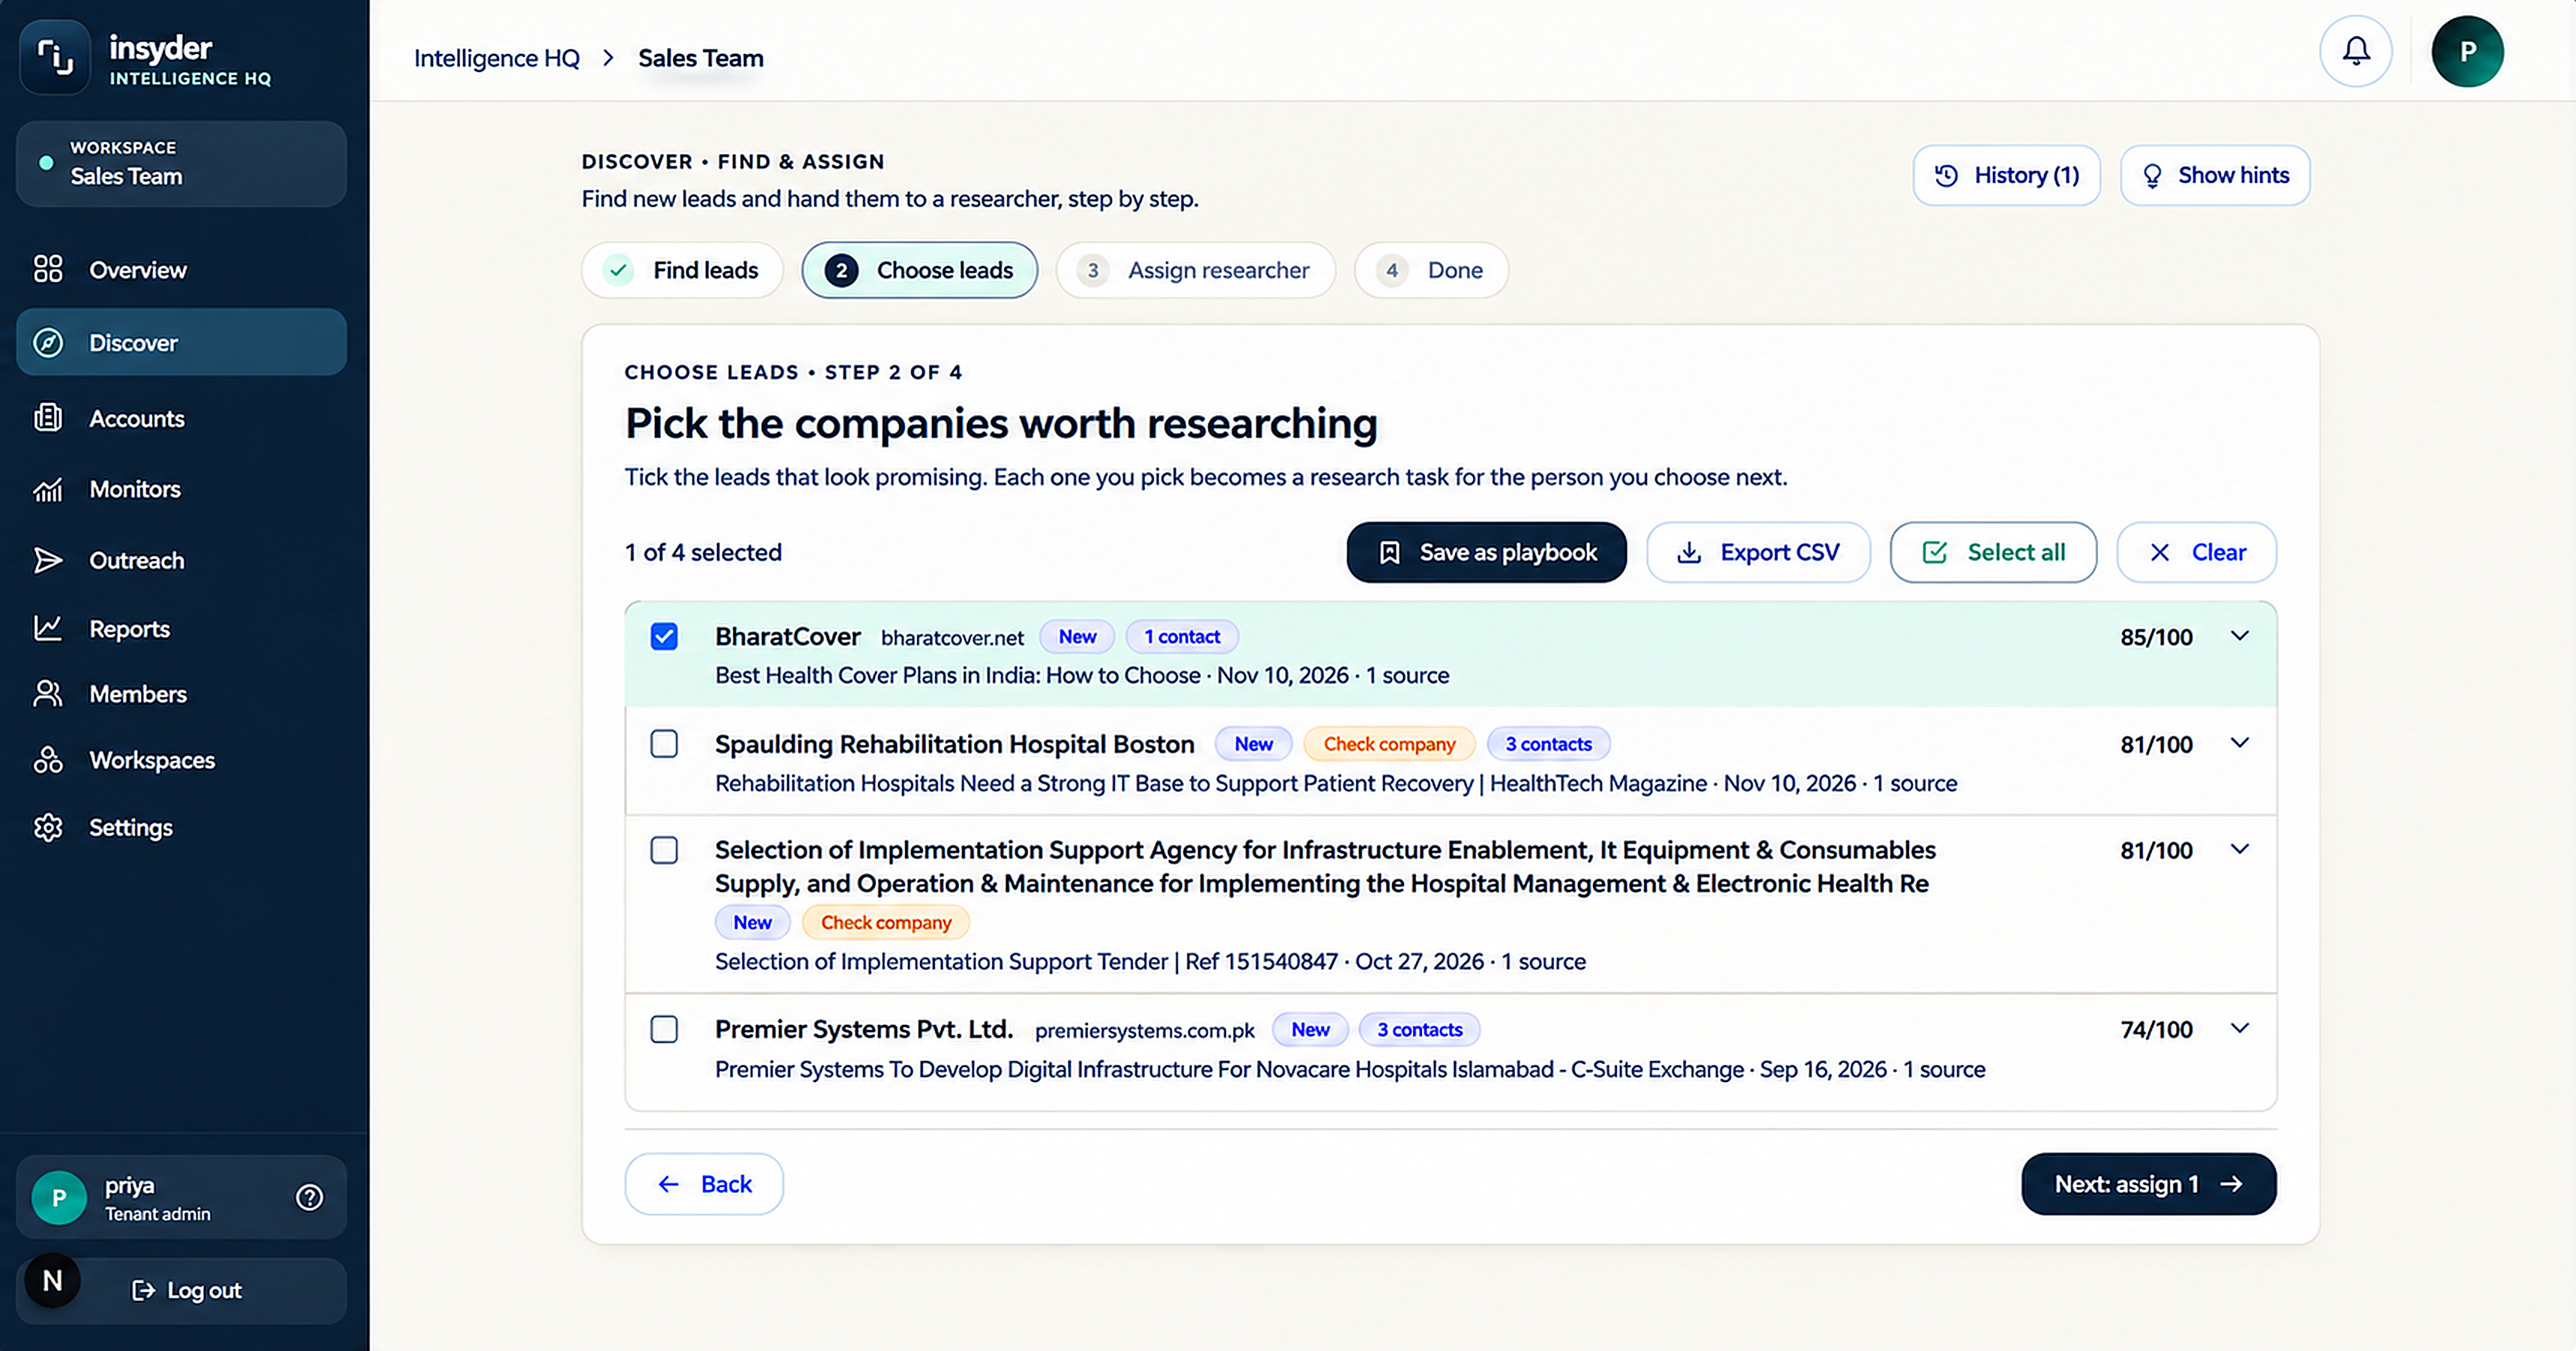 insyder
INTELLIGENCE HQ
WORKSPACE
Sales Team
Overview
Discover
Accounts
Monitors
Outreach
Reports
Members
Workspaces
Settings
P
priya
Tenant admin
N
Log out
Intelligence HQ > Sales Team
P
DISCOVER • FIND & ASSIGN
Find new leads and hand them to a researcher, step by step.
History (1)
Show hints
Find leads
2 Choose leads
3 Assign researcher
4 Done
CHOOSE LEADS • STEP 2 OF 4
Pick the companies worth researching
Tick the leads that look promising. Each one you pick becomes a research task for the person you choose next.
1 of 4 selected
Save as playbook
Export CSV
Select all
Clear
BharatCover bharatcover.net New 1 contact 85/100
Best Health Cover Plans in India: How to Choose · Nov 10, 2026 · 1 source
Spaulding Rehabilitation Hospital Boston New Check company 3 contacts 81/100
Rehabilitation Hospitals Need a Strong IT Base to Support Patient Recovery | HealthTech Magazine · Nov 10, 2026 · 1 source
Selection of Implementation Support Agency for Infrastructure Enablement, It Equipment & Consumables 81/100
Supply, and Operation & Maintenance for Implementing the Hospital Management & Electronic Health Re
New Check company
Selection of Implementation Support Tender | Ref 151540847 · Oct 27, 2026 · 1 source
Premier Systems Pvt. Ltd. premiersystems.com.pk New 3 contacts 74/100
Premier Systems To Develop Digital Infrastructure For Novacare Hospitals Islamabad - C-Suite Exchange · Sep 16, 2026 · 1 source
Back
Next: assign 1